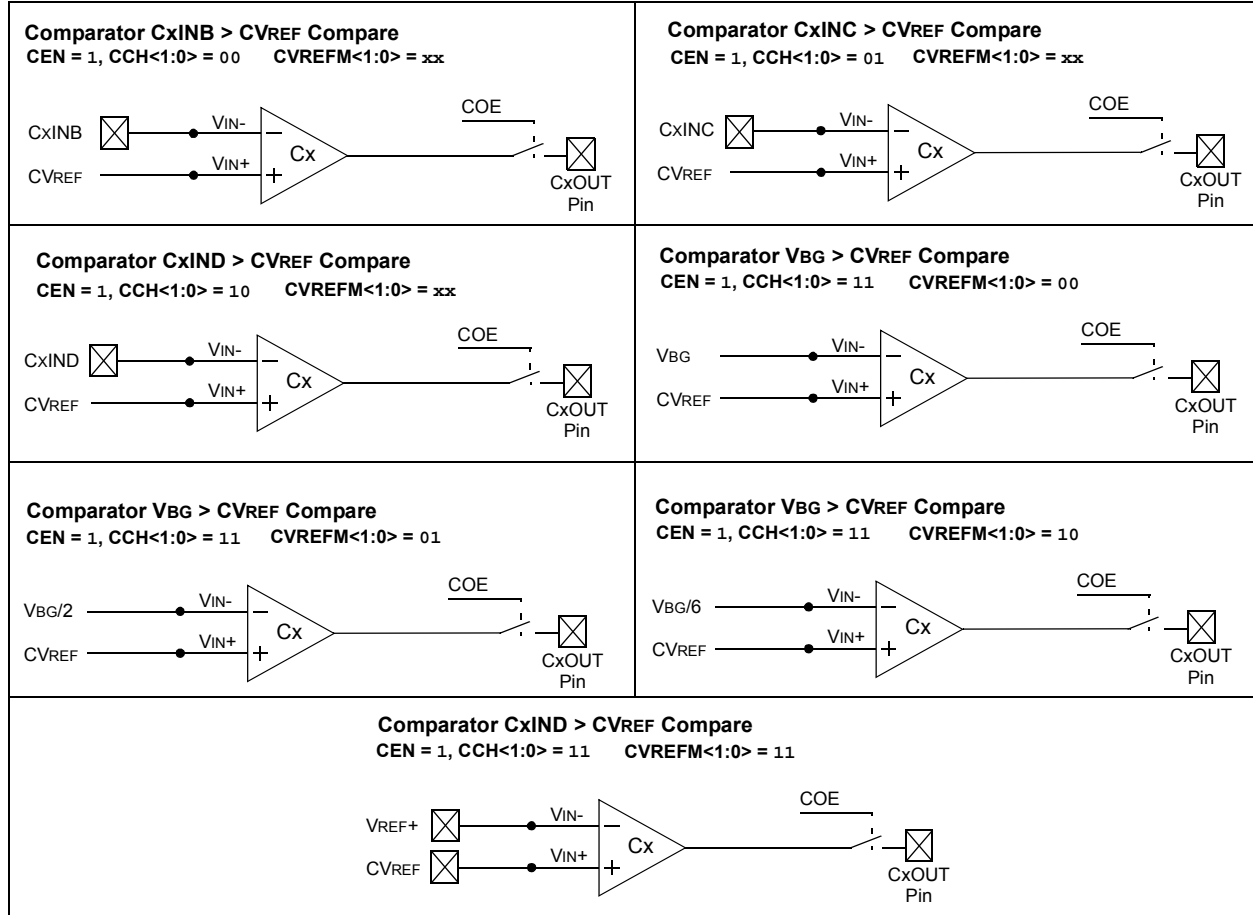 Comparator CxINB > CVREF Compare
CEN = 1, CCH<1:0> = 00 CVREFM<1:0> = xx
COE
CxINB
VIN-
Cx
CVREF
VIN+
CxOUT
Pin
Comparator CxINC > CVREF Compare
CEN = 1, CCH<1:0> = 01 CVREFM<1:0> = xx
COE
CxINC
VIN-
Cx
CVREF
VIN+
CxOUT
Pin
Comparator CxIND > CVREF Compare
CEN = 1, CCH<1:0> = 10 CVREFM<1:0> = xx
COE
CxIND
VIN-
Cx
CVREF
VIN+
CxOUT
Pin
Comparator VBG > CVREF Compare
CEN = 1, CCH<1:0> = 11 CVREFM<1:0> = 00
COE
VBG
VIN-
Cx
CVREF
VIN+
CxOUT
Pin
Comparator VBG > CVREF Compare
CEN = 1, CCH<1:0> = 11 CVREFM<1:0> = 01
COE
VBG/2
VIN-
Cx
CVREF
VIN+
CxOUT
Pin
Comparator VBG > CVREF Compare
CEN = 1, CCH<1:0> = 11 CVREFM<1:0> = 10
COE
VBG/6
VIN-
Cx
CVREF
VIN+
CxOUT
Pin
Comparator CxIND > CVREF Compare
CEN = 1, CCH<1:0> = 11 CVREFM<1:0> = 11
COE
VREF+
VIN-
Cx
CVREF
VIN+
CxOUT
Pin